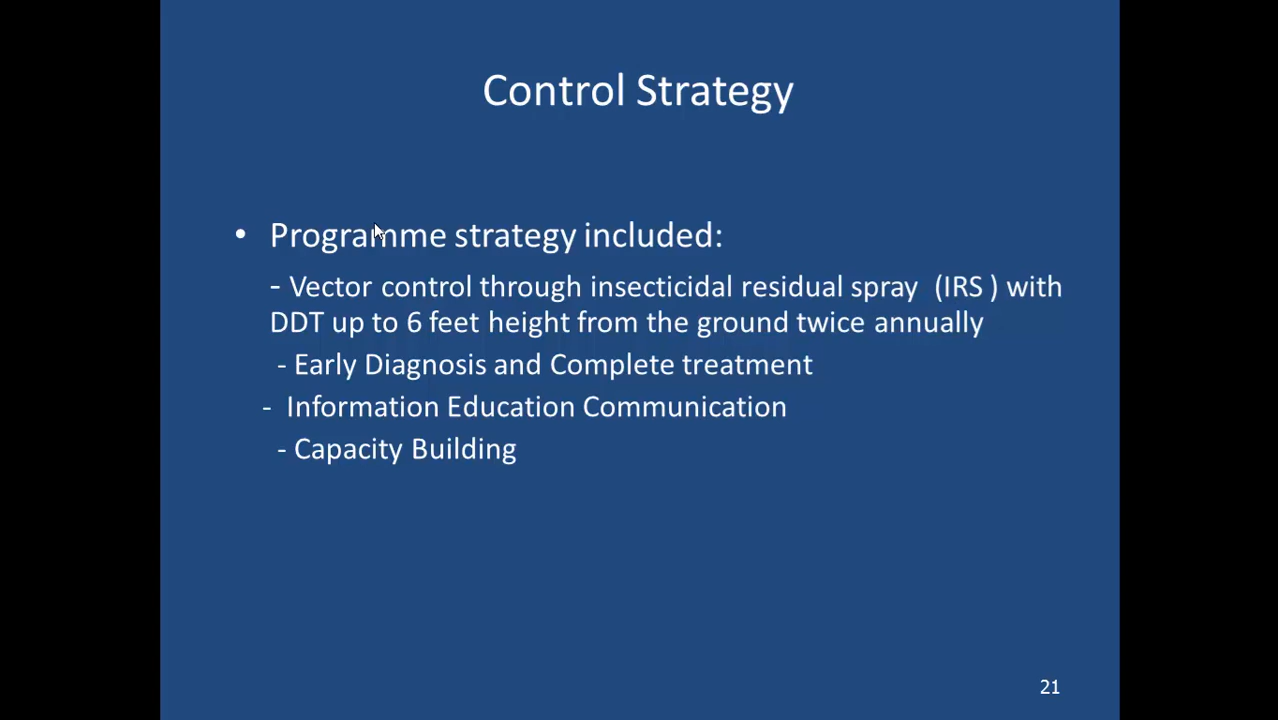 Control Strategy
• Programme strategy included:
- Vector control through insecticidal residual spray (IRS ) with
DDT up to 6 feet height from the ground twice annually
- Early Diagnosis and Complete treatment
- Information Education Communication
- Capacity Building
21